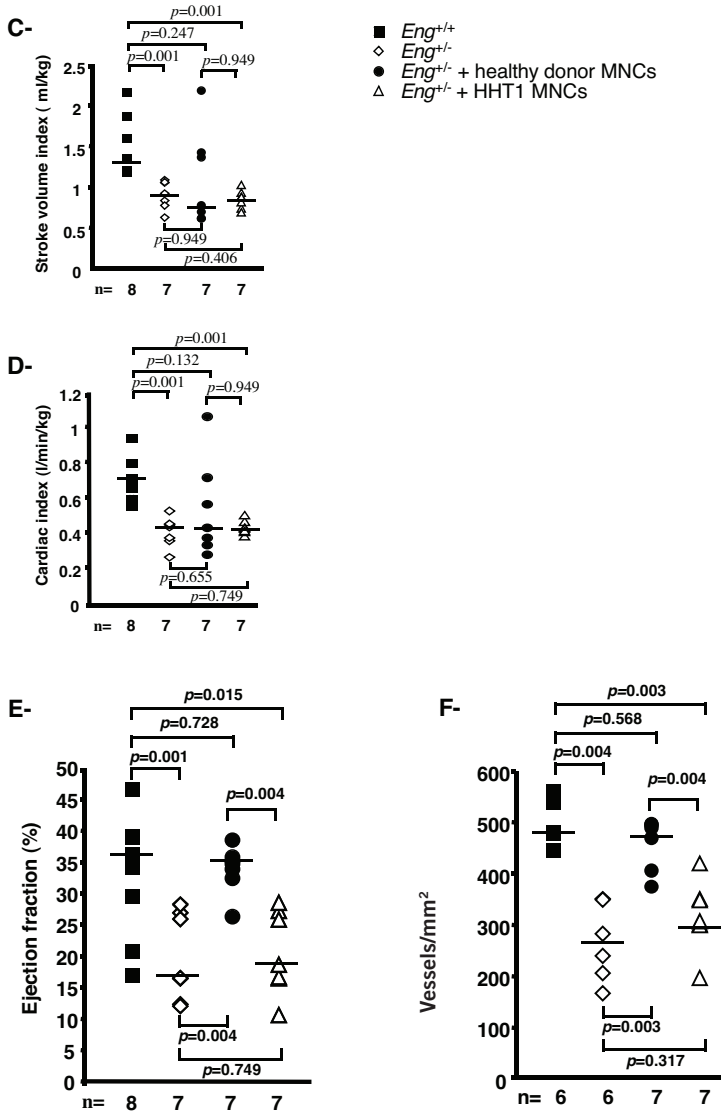 C-
p=0.001
p=0.247
p=0.001
p=0.949
Stroke volume index ( ml/kg)
2.5
2
1.5
1
0.5
0
p=0.949
p=0.406
n= 8 7 7 7
Eng+/+
Eng+/-
Eng+/- + healthy donor MNCs
Eng+/- + HHT1 MNCs
D-
p=0.001
p=0.132
p=0.001
p=0.949
Cardiac index (l/min/kg)
1.2
1
0.8
0.6
0.4
0.2
0
p=0.655
p=0.749
n= 8 7 7 7
E-
p=0.015
p=0.728
p=0.001
p=0.004
Ejection fraction (%)
50
45
40
35
30
25
20
15
10
5
0
p=0.004
p=0.749
n= 8 7 7 7
F-
p=0.003
p=0.568
p=0.004
p=0.004
Vessels/mm²
600
500
400
300
200
100
0
p=0.003
p=0.317
n= 6 6 7 7